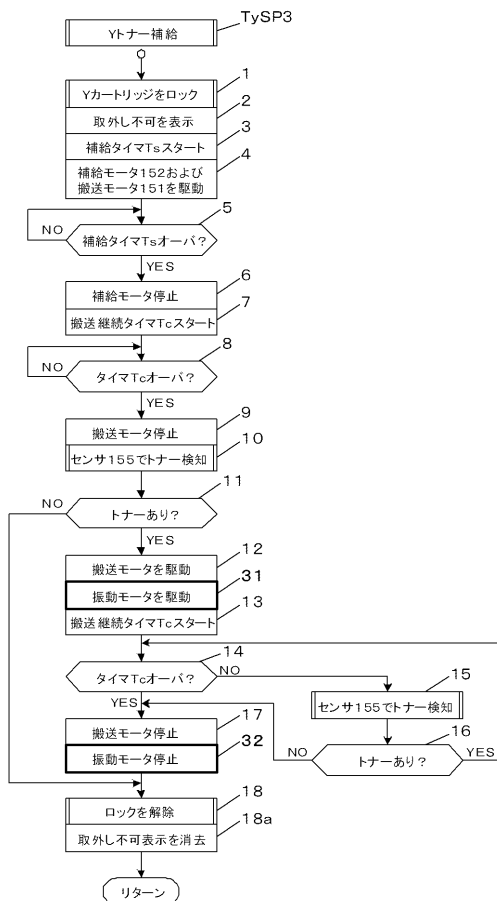 TySP3
Yトナー補給
1
Yカートリッジをロック
2
取外し不可を表示
3
補給タイマTsスタート
4
補給モータ152および
搬送モータ151を駆動
5
NO
補給タイマTsオーバ?
YES
6
補給モータ停止
7
搬送継続タイマTcスタート
8
NO
タイマTcオーバ?
YES
9
搬送モータ停止
10
センサ155でトナー検知
11
NO
トナーあり?
YES
12
搬送モータを駆動
31
振動モータを駆動
13
搬送継続タイマTcスタート
14
タイマTcオーバ?
NO
15
センサ155でトナー検知
YES
16
トナーあり?
NO
YES
17
搬送モータ停止
32
振動モータ停止
18
ロックを解除
18a
取外し不可表示を消去
リターン